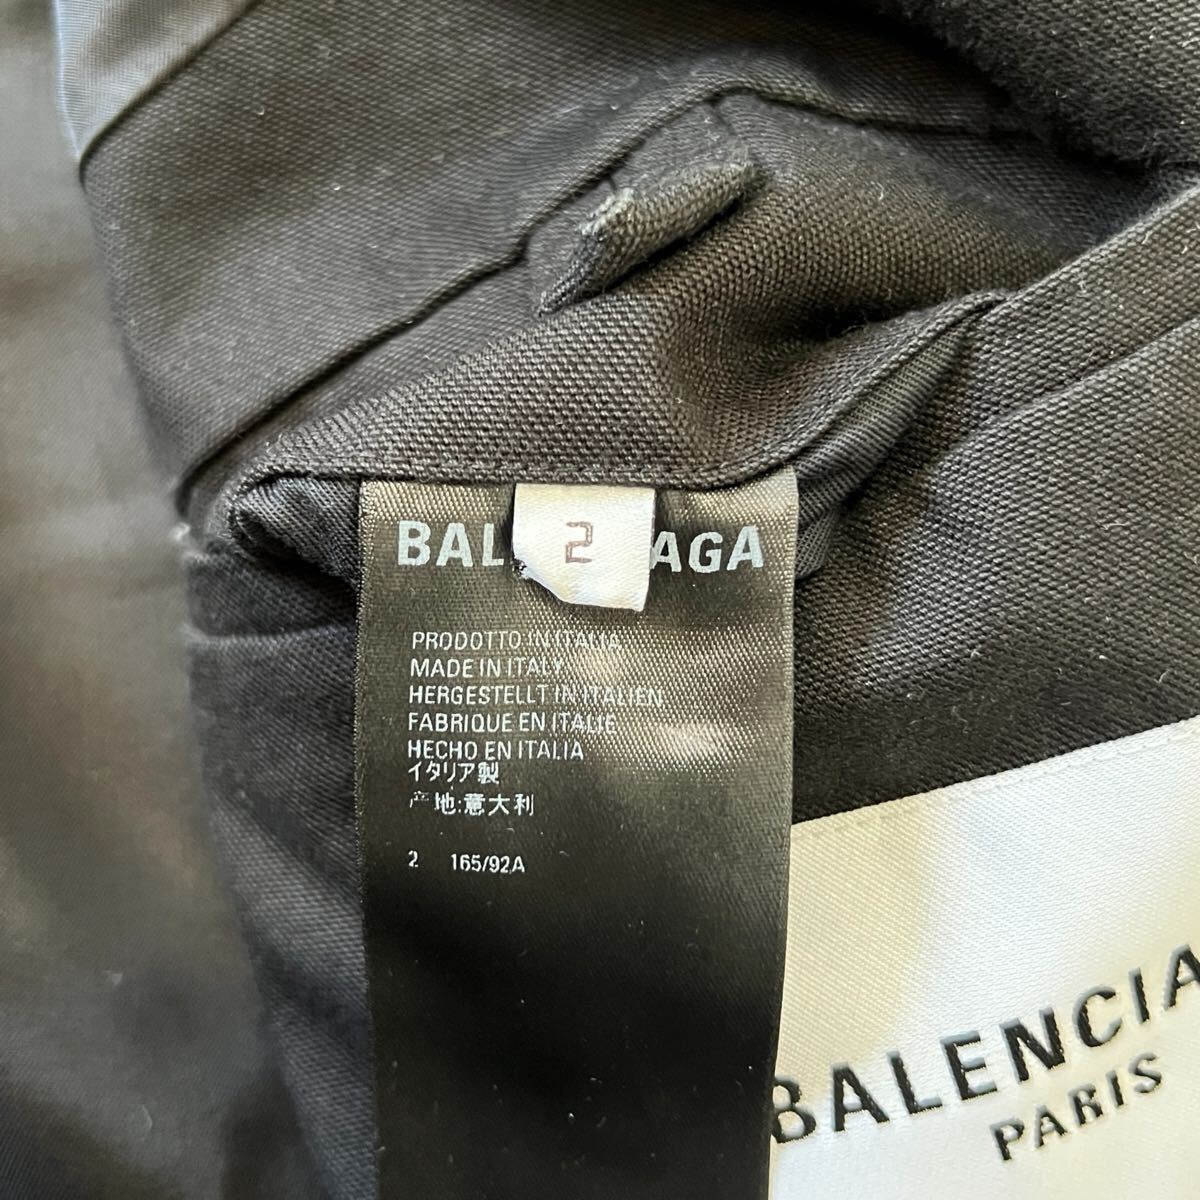 BAL AGA
2
PRODOTTO IN ITALIA
MADE IN ITALY
HERGESTELLT IN ITALIEN
FABRIQUE EN ITALIE
HECHO EN ITALIA
イタリア製
产地:意大利
2 165/92A
BALENCIA
PARIS